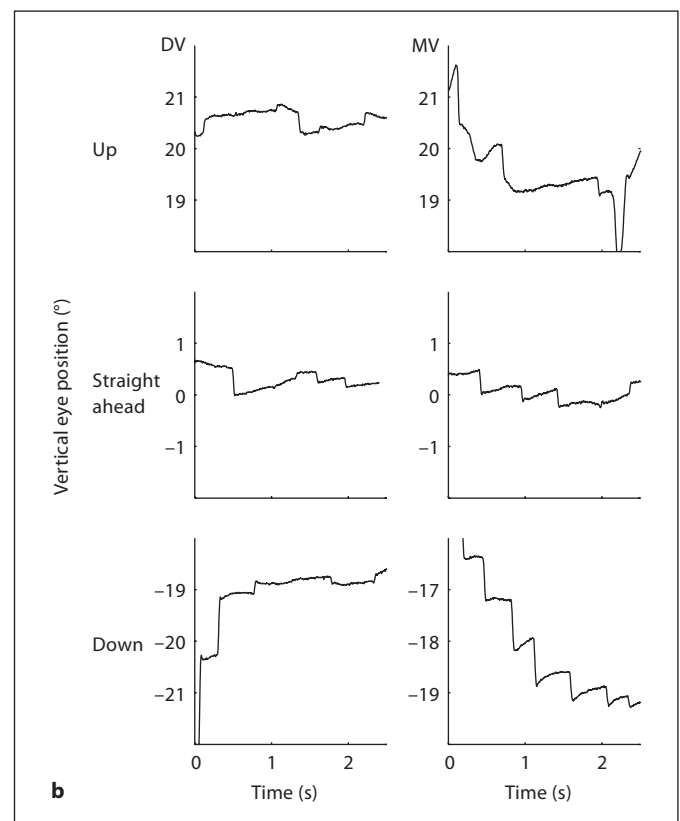 DV
MV
Up
21
20
19
21
20
19
Vertical eye position (°)
Straight
ahead
1
0
–1
1
0
–1
Down
–19
–20
–21
–17
–18
–19
0 1 2
0 1 2
b
Time (s)
Time (s)